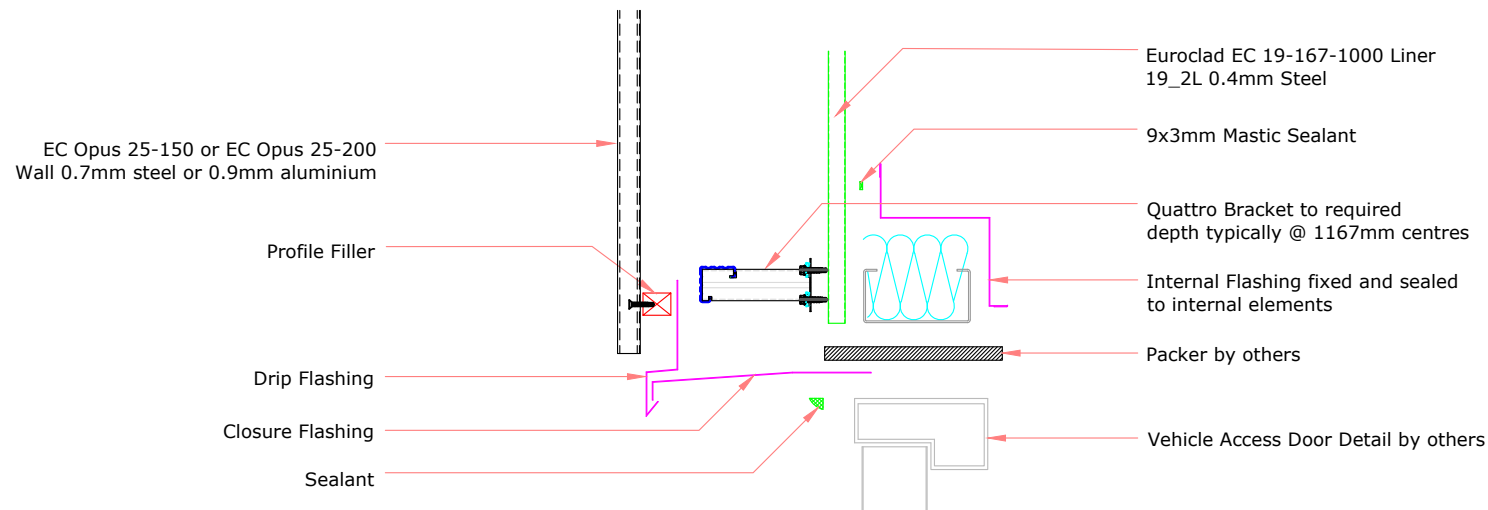 EC Opus 25-150 or EC Opus 25-200
Wall 0.7mm steel or 0.9mm aluminium
Profile Filler
Drip Flashing
Closure Flashing
Sealant
Euroclad EC 19-167-1000 Liner
19_2L 0.4mm Steel
9x3mm Mastic Sealant
Quattro Bracket to required
depth typically @ 1167mm centres
Internal Flashing fixed and sealed
to internal elements
Packer by others
Vehicle Access Door Detail by others